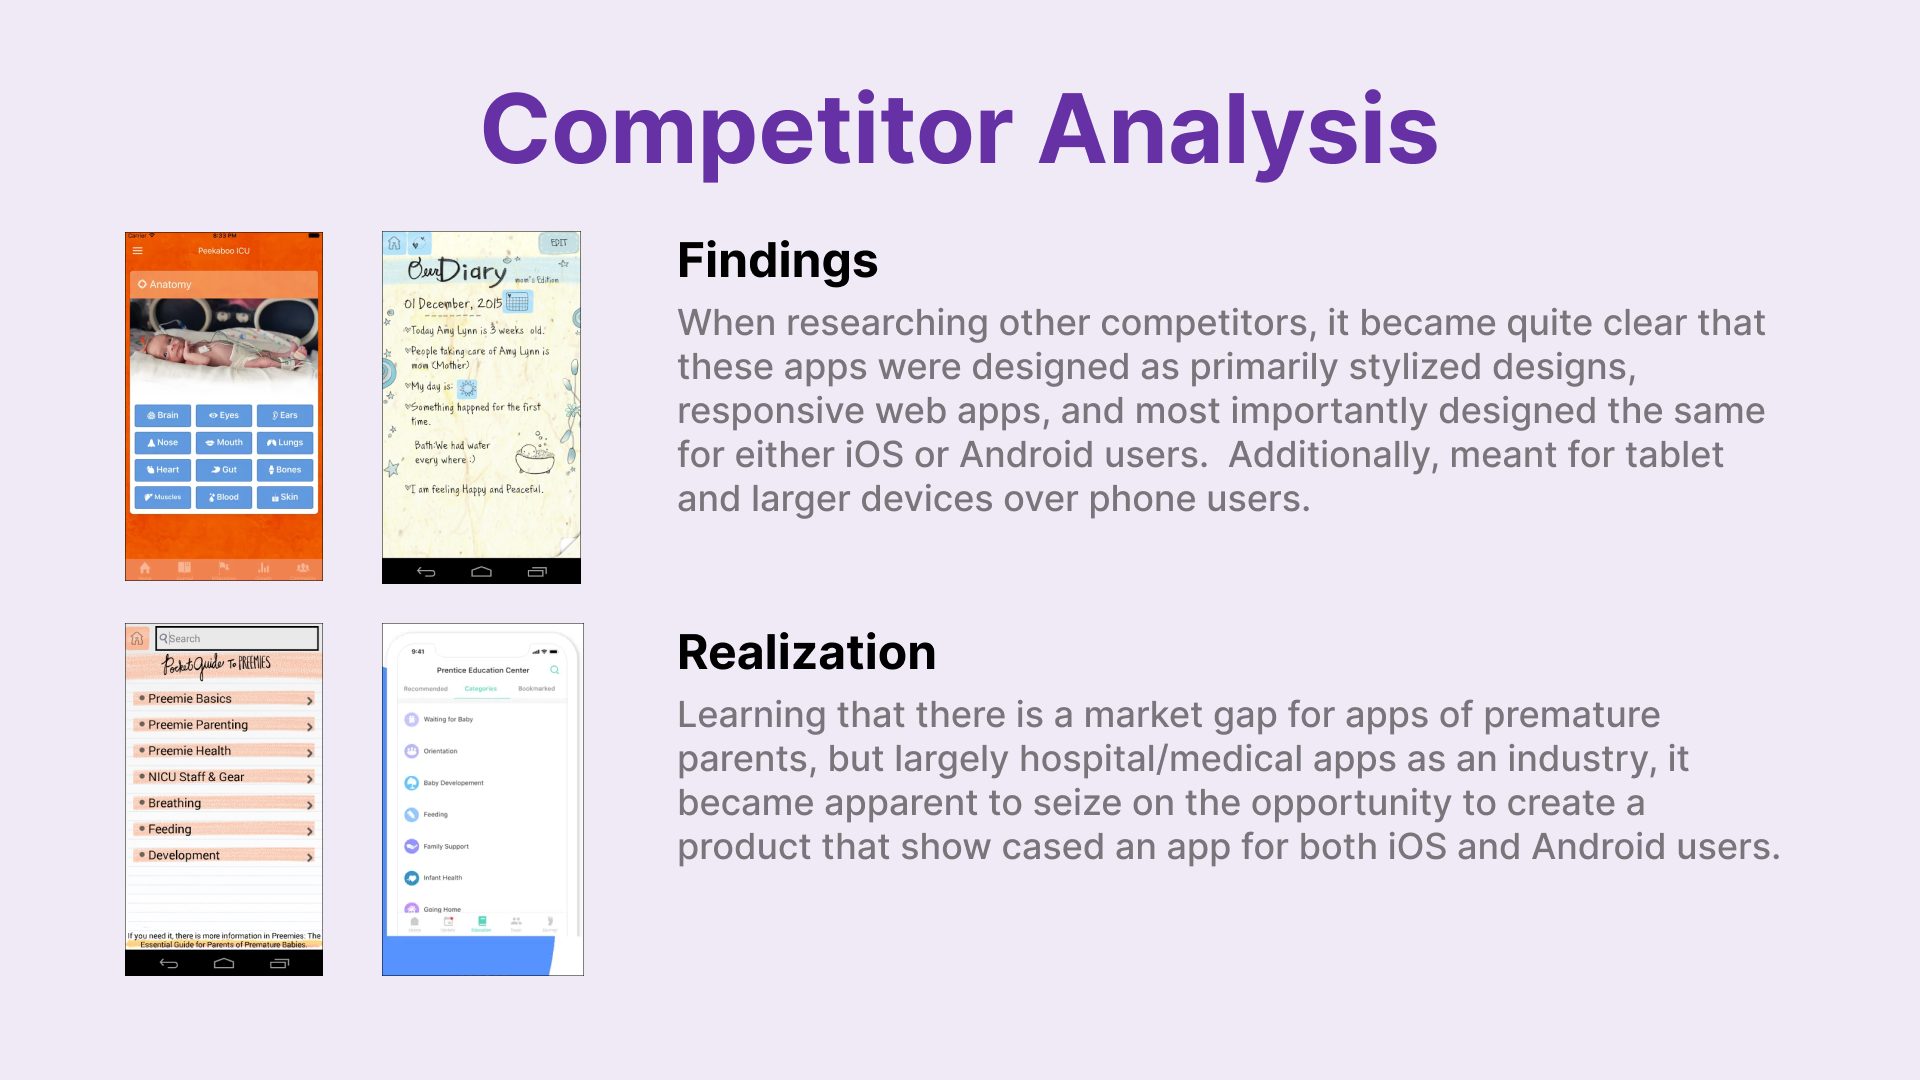 Competitor Analysis
Carrier
8:33 PM
Peekaboo ICU
Anatomy
Brain
Eyes
Ears
Nose
Mouth
Lungs
Heart
Gut
Bones
Muscles
Blood
Skin
EDIT
Our Diary
mom's Edition
01 December, 2015
Today Amy Lynn is 3 weeks old.
People taking care of Amy Lynn is
mom (Mother)
My day is:
Something happned for the first
time.
Bath:We had water
every where :)
I am feeling Happy and Peaceful.
Findings
When researching other competitors, it became quite clear that
these apps were designed as primarily stylized designs,
responsive web apps, and most importantly designed the same
for either iOS or Android users.  Additionally, meant for tablet
and larger devices over phone users.
Search
Pocket Guide To PREEMIES
Preemie Basics
Preemie Parenting
Preemie Health
NICU Staff & Gear
Breathing
Feeding
Development
If you need it, there is more information in Preemies: The
Essential Guide for Parents of Premature Babies.
9:41
Prentice Education Center
Recommended
Categories
Bookmarked
Waiting for Baby
Orientation
Baby Developement
Feeding
Family Support
Infant Health
Going Home
Education
Realization
Learning that there is a market gap for apps of premature
parents, but largely hospital/medical apps as an industry, it
became apparent to seize on the opportunity to create a
product that show cased an app for both iOS and Android users.